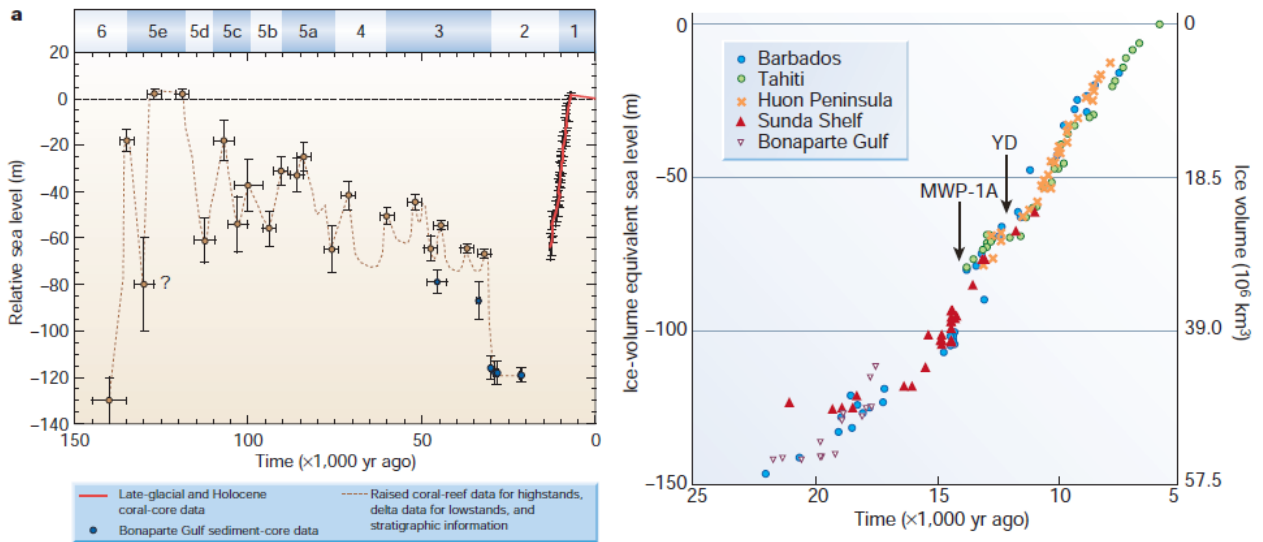 a
6 5e 5d 5c 5b 5a 4 3 2 1
20
0
−20
−40
−60
−80
−100
−120
−140
Relative sea level (m)
?
150 100 50 0
Time (×1,000 yr ago)
Late-glacial and Holocene
coral-core data
Bonaparte Gulf sediment-core data
Raised coral-reef data for highstands,
delta data for lowstands, and
stratigraphic information
0
−50
−100
−150
Ice-volume equivalent sea level (m)
Barbados
Tahiti
Huon Peninsula
Sunda Shelf
Bonaparte Gulf
YD
MWP-1A
0
18.5
39.0
57.5
Ice volume (10⁶ km³)
25 20 15 10 5
Time (×1,000 yr ago)